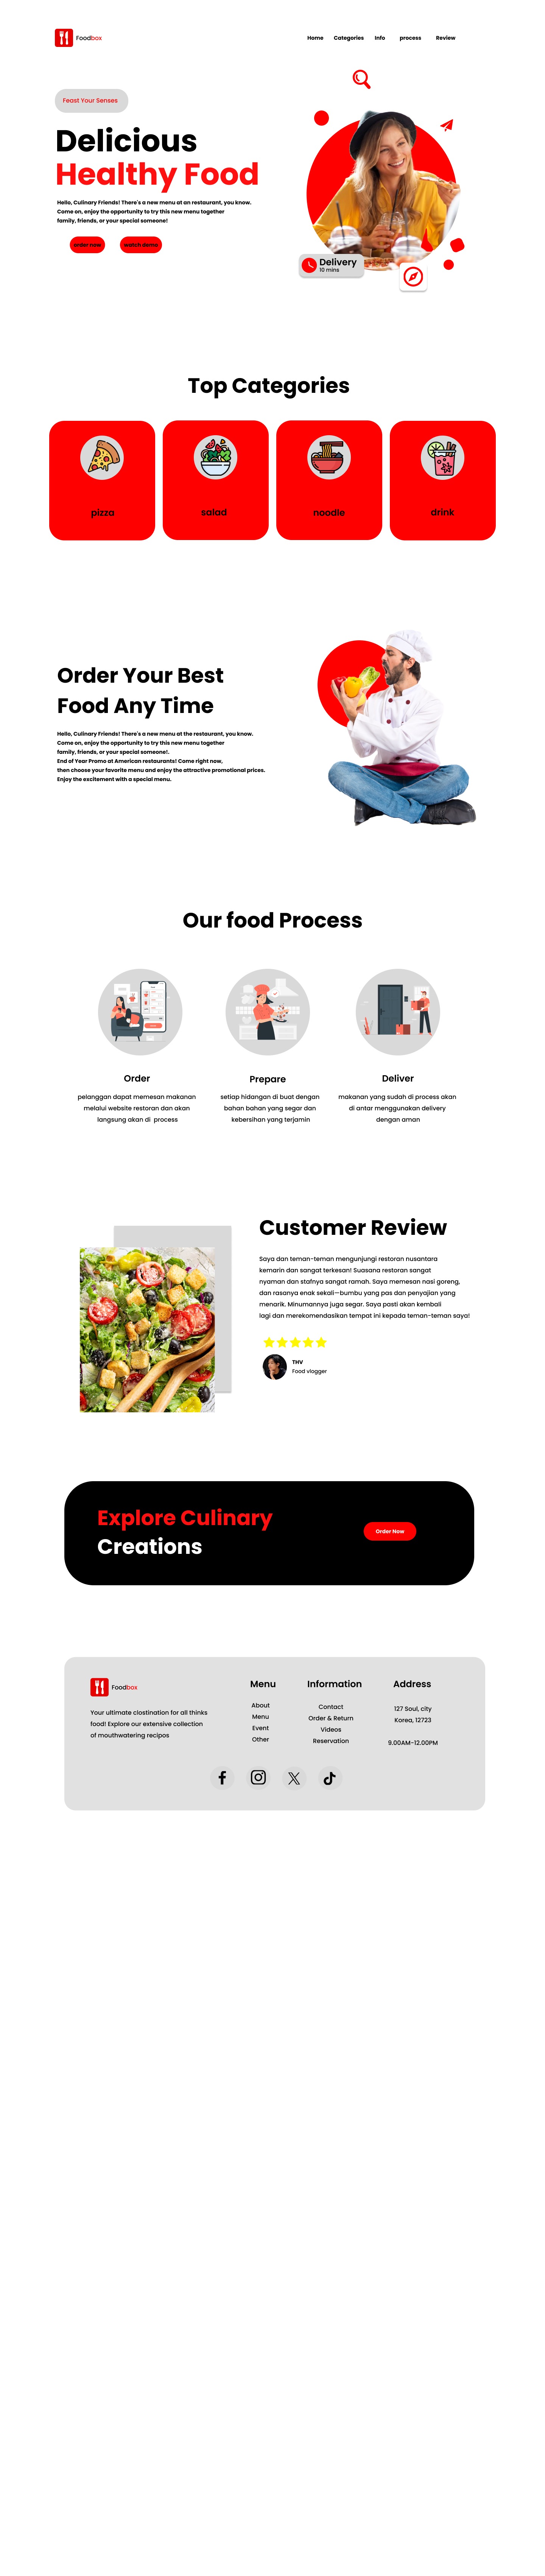 Foodbox
Home Categories Info process Review
Feast Your Senses
Delicious
Healthy Food
Hello, Culinary Friends! There's a new menu at an restaurant, you know.
Come on, enjoy the opportunity to try this new menu together
family, friends, or your special someone!
order now watch demo
Delivery
10 mins
Top Categories
pizza salad noodle drink
Order Your Best
Food Any Time
Hello, Culinary Friends! There's a new menu at the restaurant, you know.
Come on, enjoy the opportunity to try this new menu together
family, friends, or your special someone!.
End of Year Promo at American restaurants! Come right now,
then choose your favorite menu and enjoy the attractive promotional prices.
Enjoy the excitement with a special menu.
Our food Process
Order
pelanggan dapat memesan makanan
melalui website restoran dan akan
langsung akan di process
Prepare
setiap hidangan di buat dengan
bahan bahan yang segar dan
kebersihan yang terjamin
Deliver
makanan yang sudah di process akan
di antar menggunakan delivery
dengan aman
Customer Review
Saya dan teman-teman mengunjungi restoran nusantara
kemarin dan sangat terkesan! Suasana restoran sangat
nyaman dan stafnya sangat ramah. Saya memesan nasi goreng,
dan rasanya enak sekali—bumbu yang pas dan penyajian yang
menarik. Minumannya juga segar. Saya pasti akan kembali
lagi dan merekomendasikan tempat ini kepada teman-teman saya!
THV
Food vlogger
Explore Culinary
Creations
Order Now
Foodbox
Your ultimate clostination for all thinks
food! Explore our extensive collection
of mouthwatering recipos
Menu
About
Menu
Event
Other
Information
Contact
Order & Return
Videos
Reservation
Address
127 Soul, city
Korea, 12723
9.00AM-12.00PM